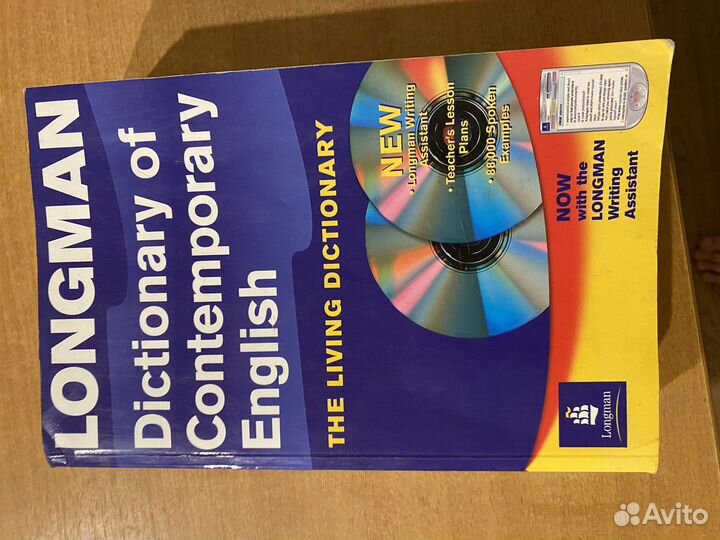 LONGMAN
Dictionary of
Contemporary
English
THE LIVING DICTIONARY
NEW
• Longman Writing
Assistant
• Teacher's Lesson
Plans
• 88,000 Spoken
Examples
NOW
with the
LONGMAN
Writing
Assistant
Longman
Avito